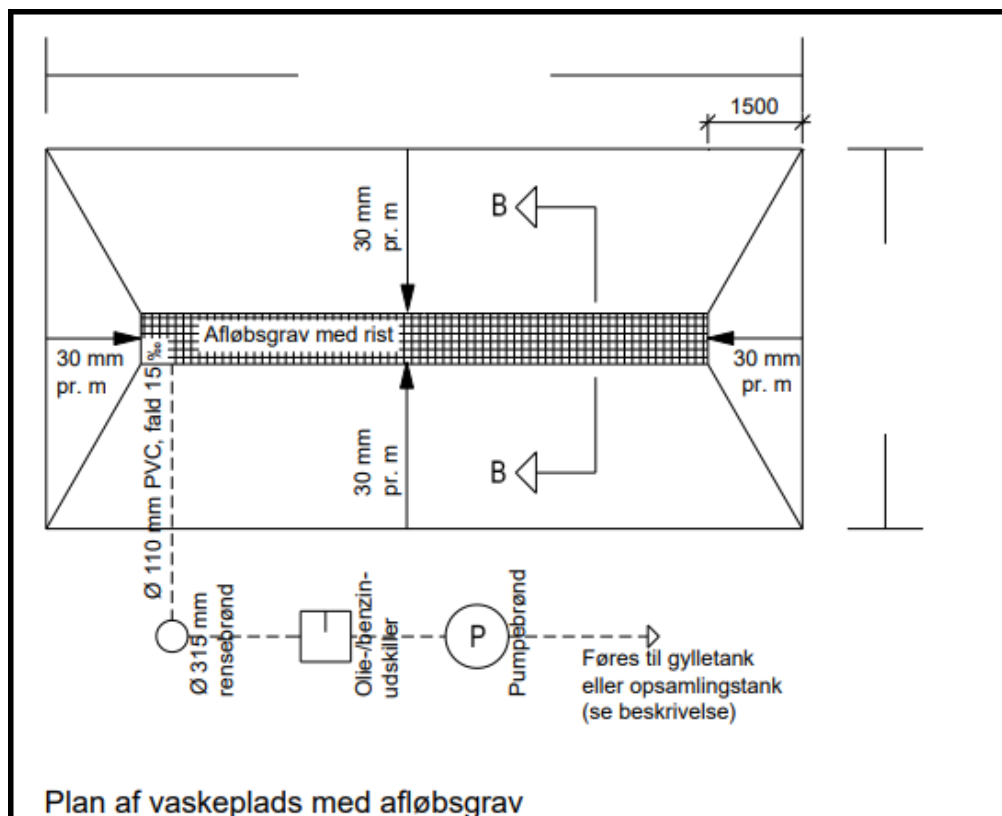 1500
B
30 mm
pr. m
Afløbsgrav med rist
30 mm
pr. m
30 mm
pr. m
B
30 mm
pr. m
Ø 110 mm PVC, fald 15 ‰
Ø 315 mm
rensebrønd
Olie-/benzin-
udskiller
P
Pumpebrønd
Føres til gylletank
eller opsamlingstank
(se beskrivelse)
Plan af vaskeplads med afløbsgrav